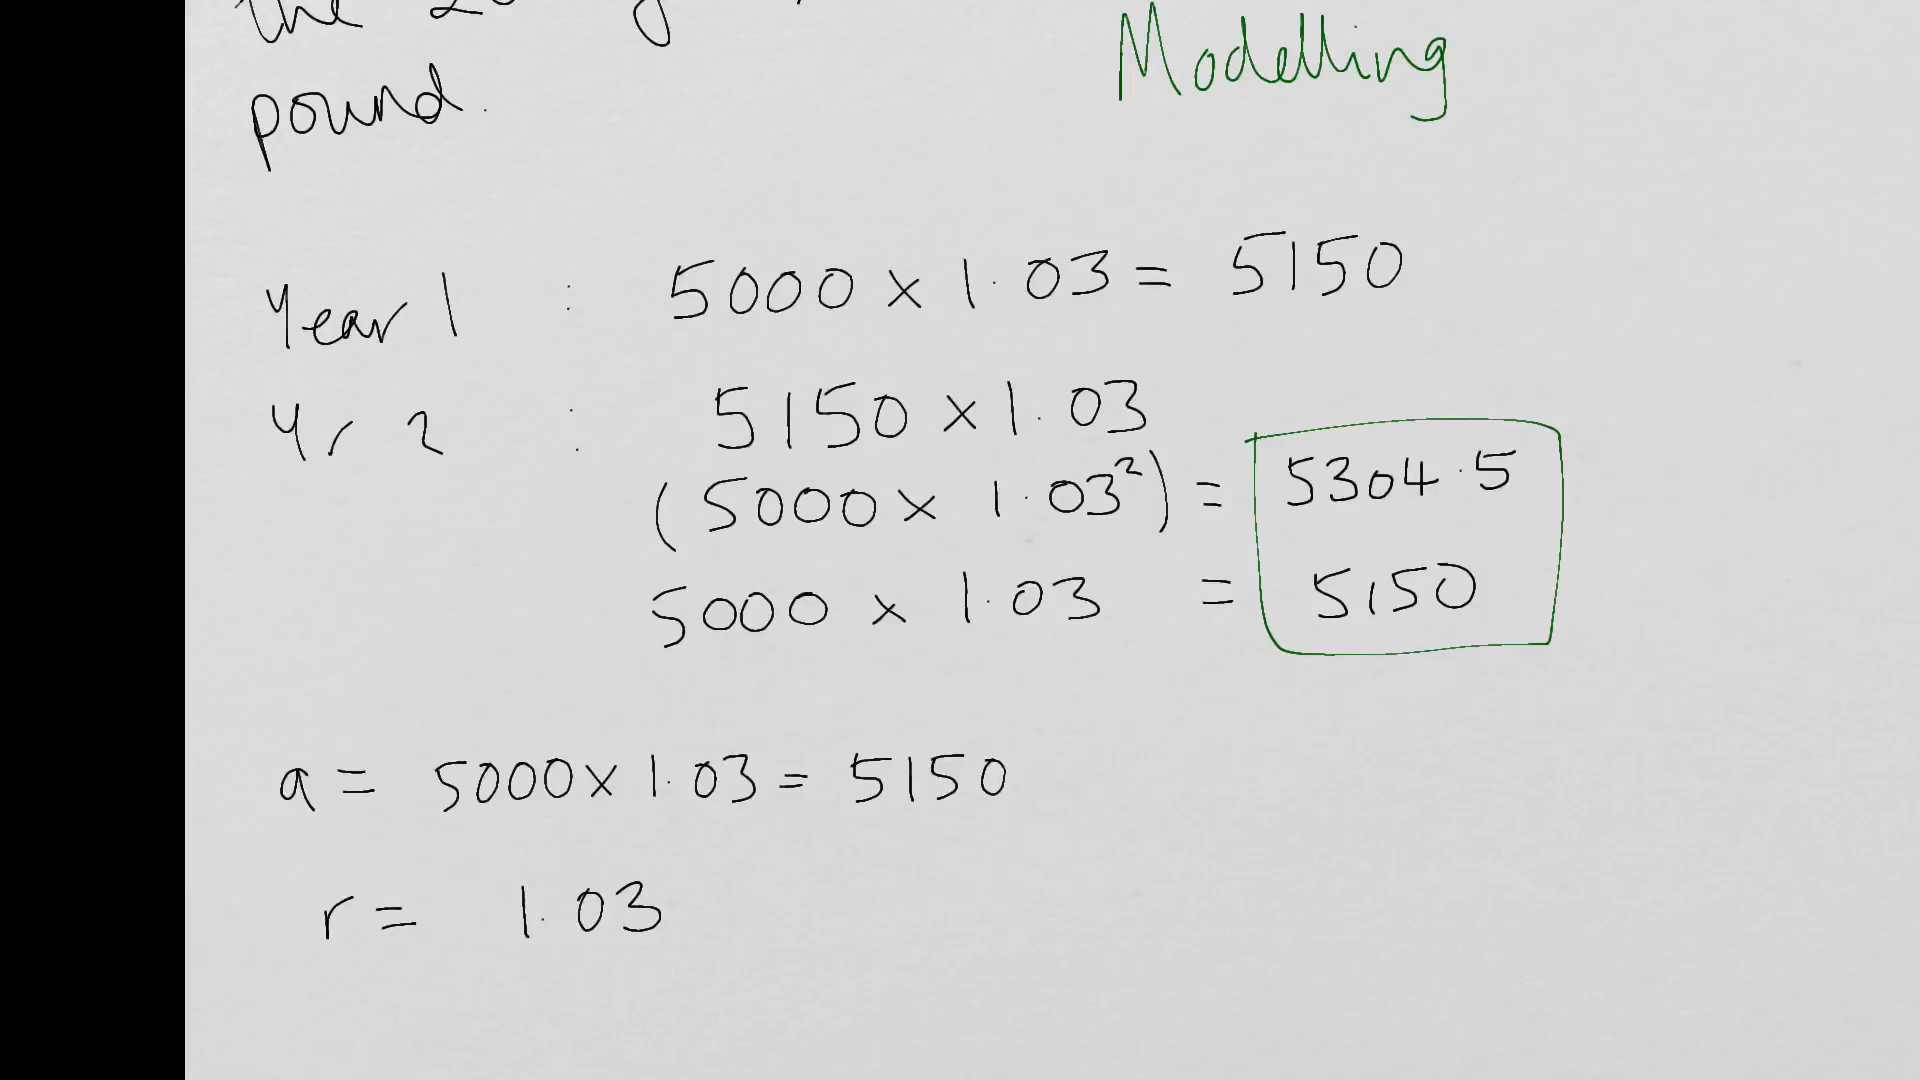 the
Modelling
pound.
Year 1 : 5000 x 1.03 = 5150
Yr 2 : 5150 x 1.03
(5000 x 1.03²) = 5304.5
5000 x 1.03 = 5150
a = 5000 x 1.03 = 5150
r = 1.03